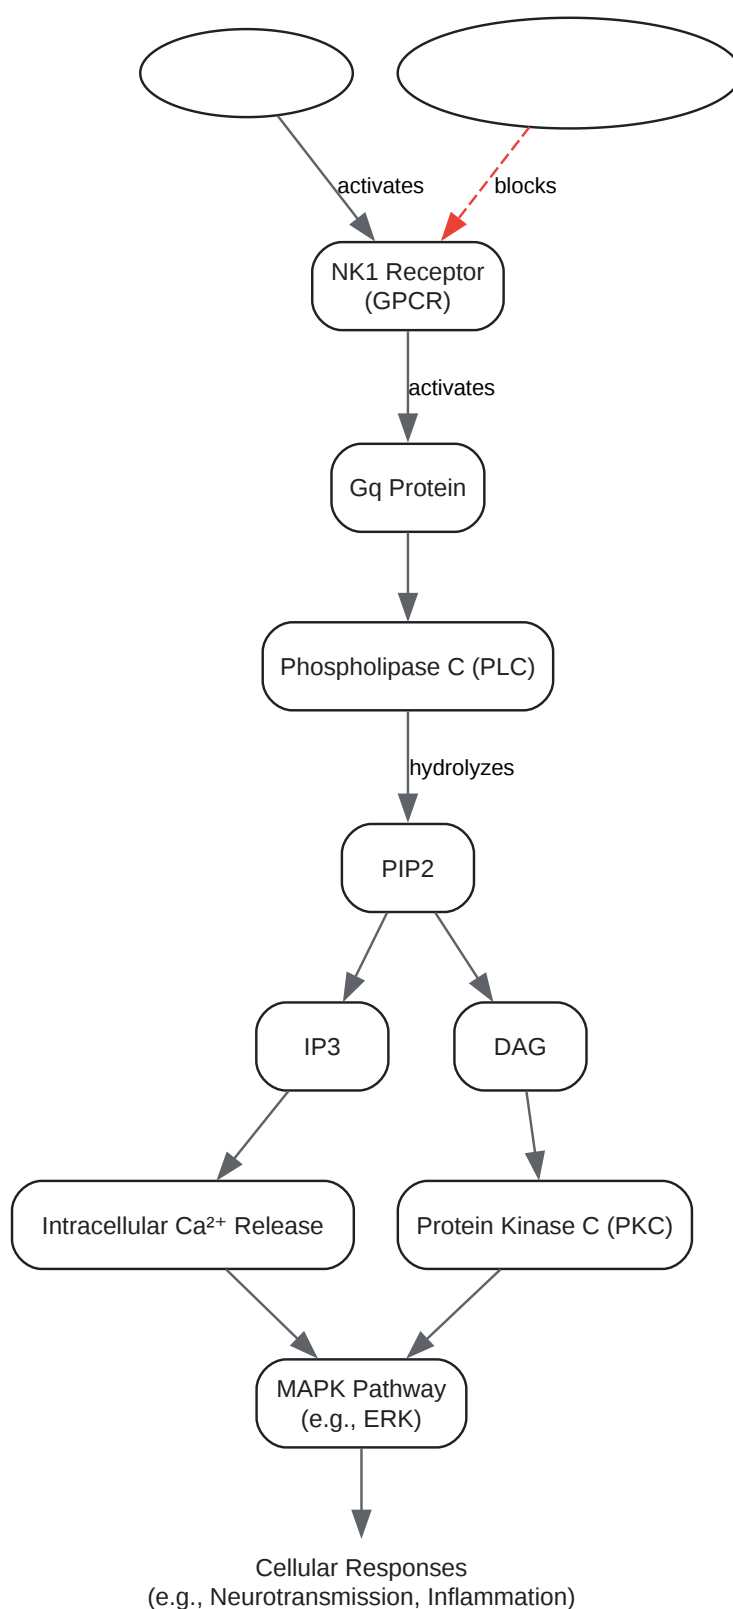 activates
blocks
NK1 Receptor
(GPCR)
activates
Gq Protein
Phospholipase C (PLC)
hydrolyzes
PIP2
IP3
DAG
Intracellular Ca²⁺ Release
Protein Kinase C (PKC)
MAPK Pathway
(e.g., ERK)
Cellular Responses
(e.g., Neurotransmission, Inflammation)